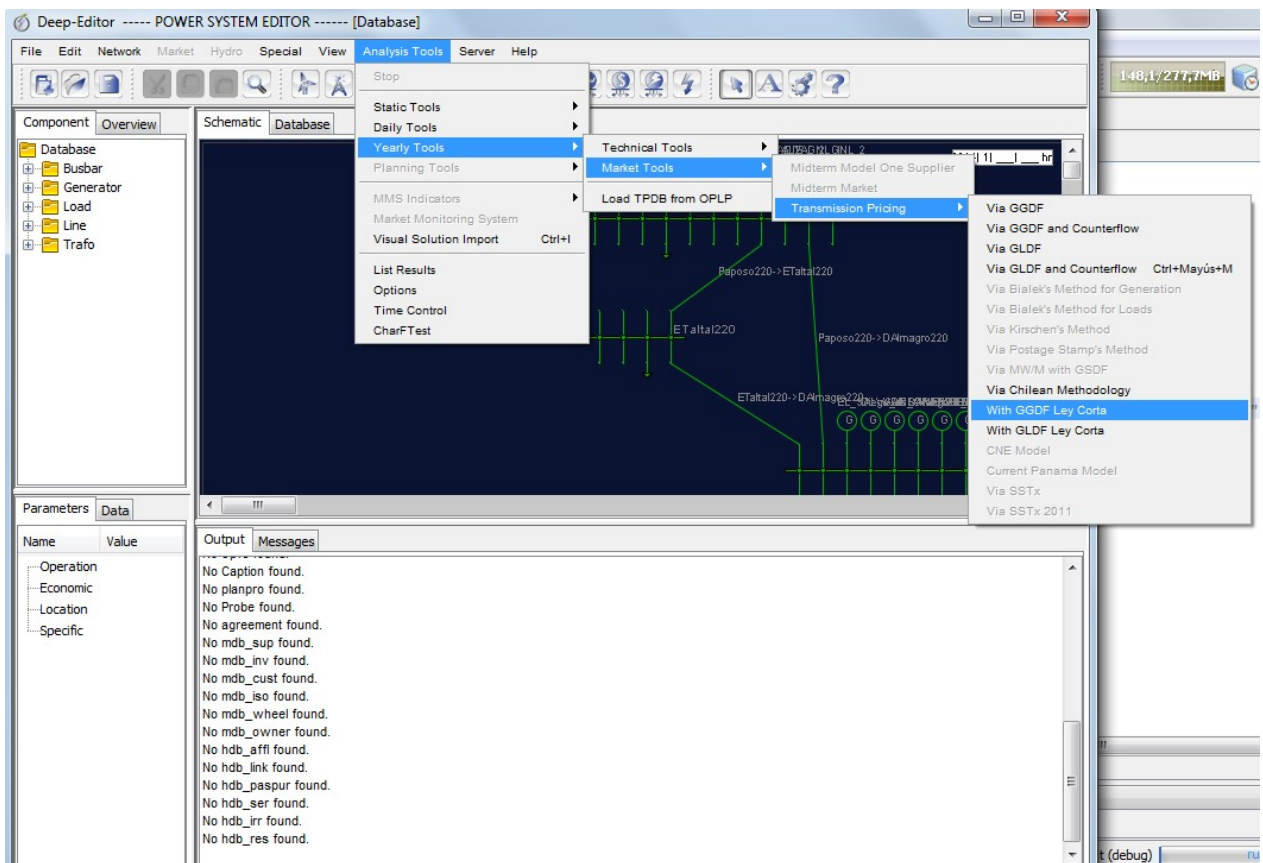 Deep-Editor ----- POWER SYSTEM EDITOR ------ [Database]
File Edit Network Market Hydro Special View Analysis Tools Server Help
148,1/277,7MB
Component Overview
Database
Busbar
Generator
Load
Line
Trafo
Schematic Database
Stop
Static Tools
Daily Tools
Yearly Tools
Planning Tools
MMS Indicators
Market Monitoring System
Visual Solution Import Ctrl+I
List Results
Options
Time Control
CharFTest
Technical Tools
Market Tools
Load TPDB from OPLP
Midterm Model One Supplier
Midterm Market
Transmission Pricing
Via GGDF
Via GGDF and Counterflow
Via GLDF
Via GLDF and Counterflow Ctrl+Mayús+M
Via Bialek's Method for Generation
Via Bialek's Method for Loads
Via Kirschen's Method
Via Postage Stamp's Method
Via MW/M with GSDF
Via Chilean Methodology
With GGDF Ley Corta
With GLDF Ley Corta
CNE Model
Current Panama Model
Via SSTx
Via SSTx 2011
hr
Paposo220->ETaltal220
ETaltal220
Paposo220->DAlmagro220
ETaltal220->DAlmagro220
G G G G G
Parameters Data
Name Value
Operation
Economic
Location
Specific
Output Messages
No Caption found.
No planpro found.
No Probe found.
No agreement found.
No mdb_sup found.
No mdb_inv found.
No mdb_cust found.
No mdb_iso found.
No mdb_wheel found.
No mdb_owner found.
No hdb_affl found.
No hdb_link found.
No hdb_paspur found.
No hdb_ser found.
No hdb_irr found.
No hdb_res found.
t (debug)